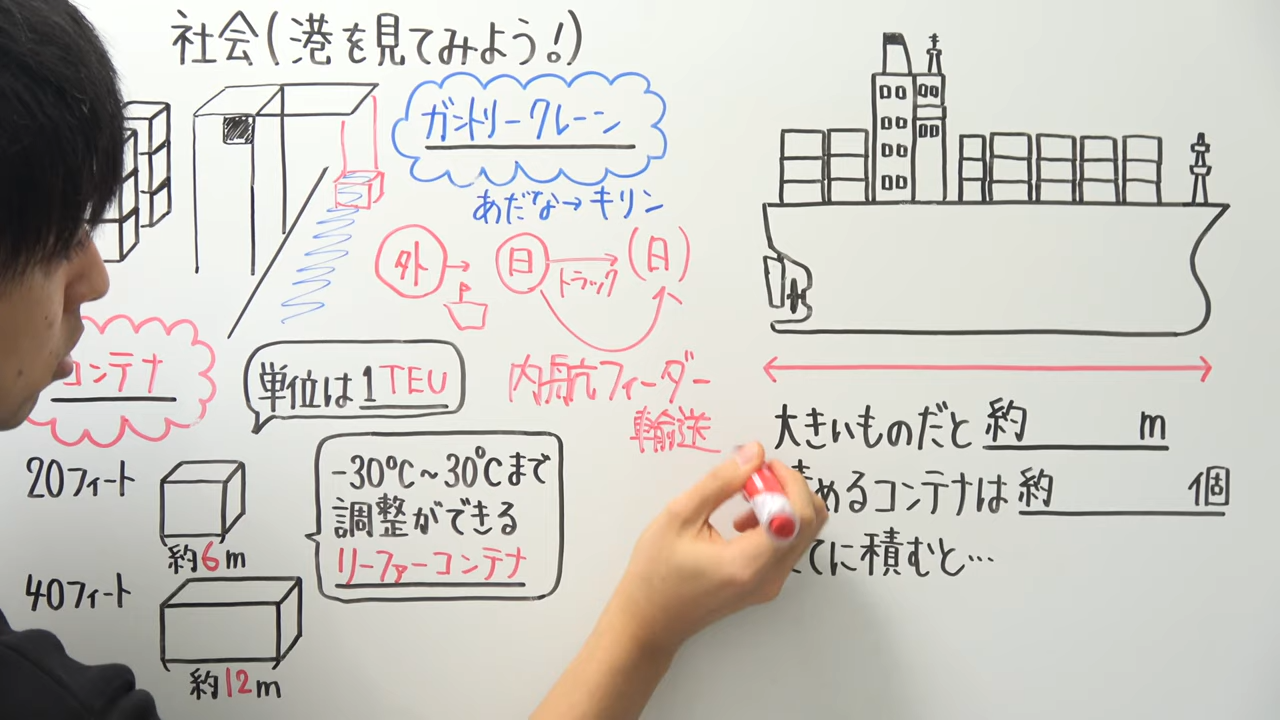 社会(港を見てみよう!)
ガントリークレーン
あだな→キリン
外→
日
トラック
(日)
内航フィーダー
輸送
コンテナ
単位は1TEU
20フィート
約6m
40フィート
約12m
-30℃~30℃まで
調整ができる
リーファーコンテナ
大きいものだと 約 m
めるコンテナは約 個
てに積むと…